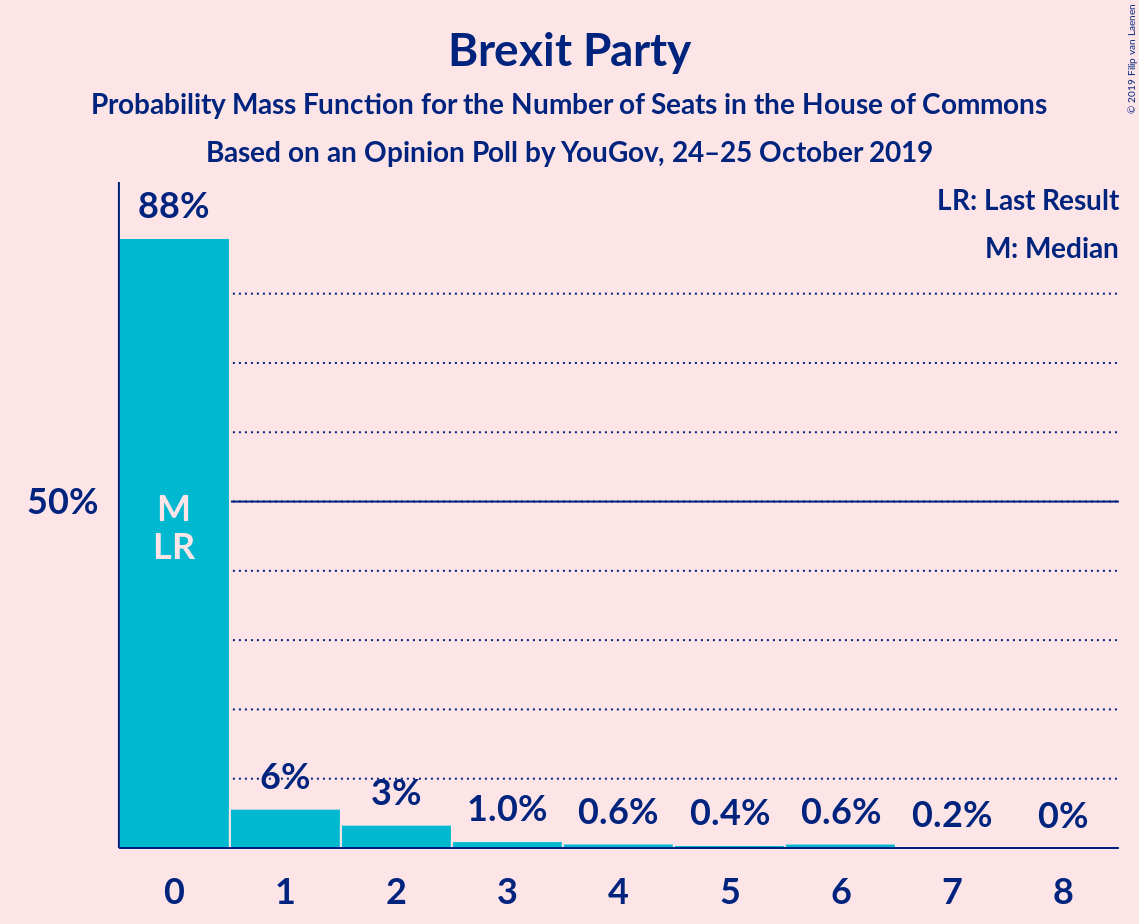 Brexit Party
Probability Mass Function for the Number of Seats in the House of Commons
Based on an Opinion Poll by YouGov, 24–25 October 2019
© 2019 Filip van Laenen
LR: Last Result
M: Median
88%
50%
M
LR
6%
3%
1.0%
0.6%
0.4%
0.6%
0.2%
0%
0 1 2 3 4 5 6 7 8